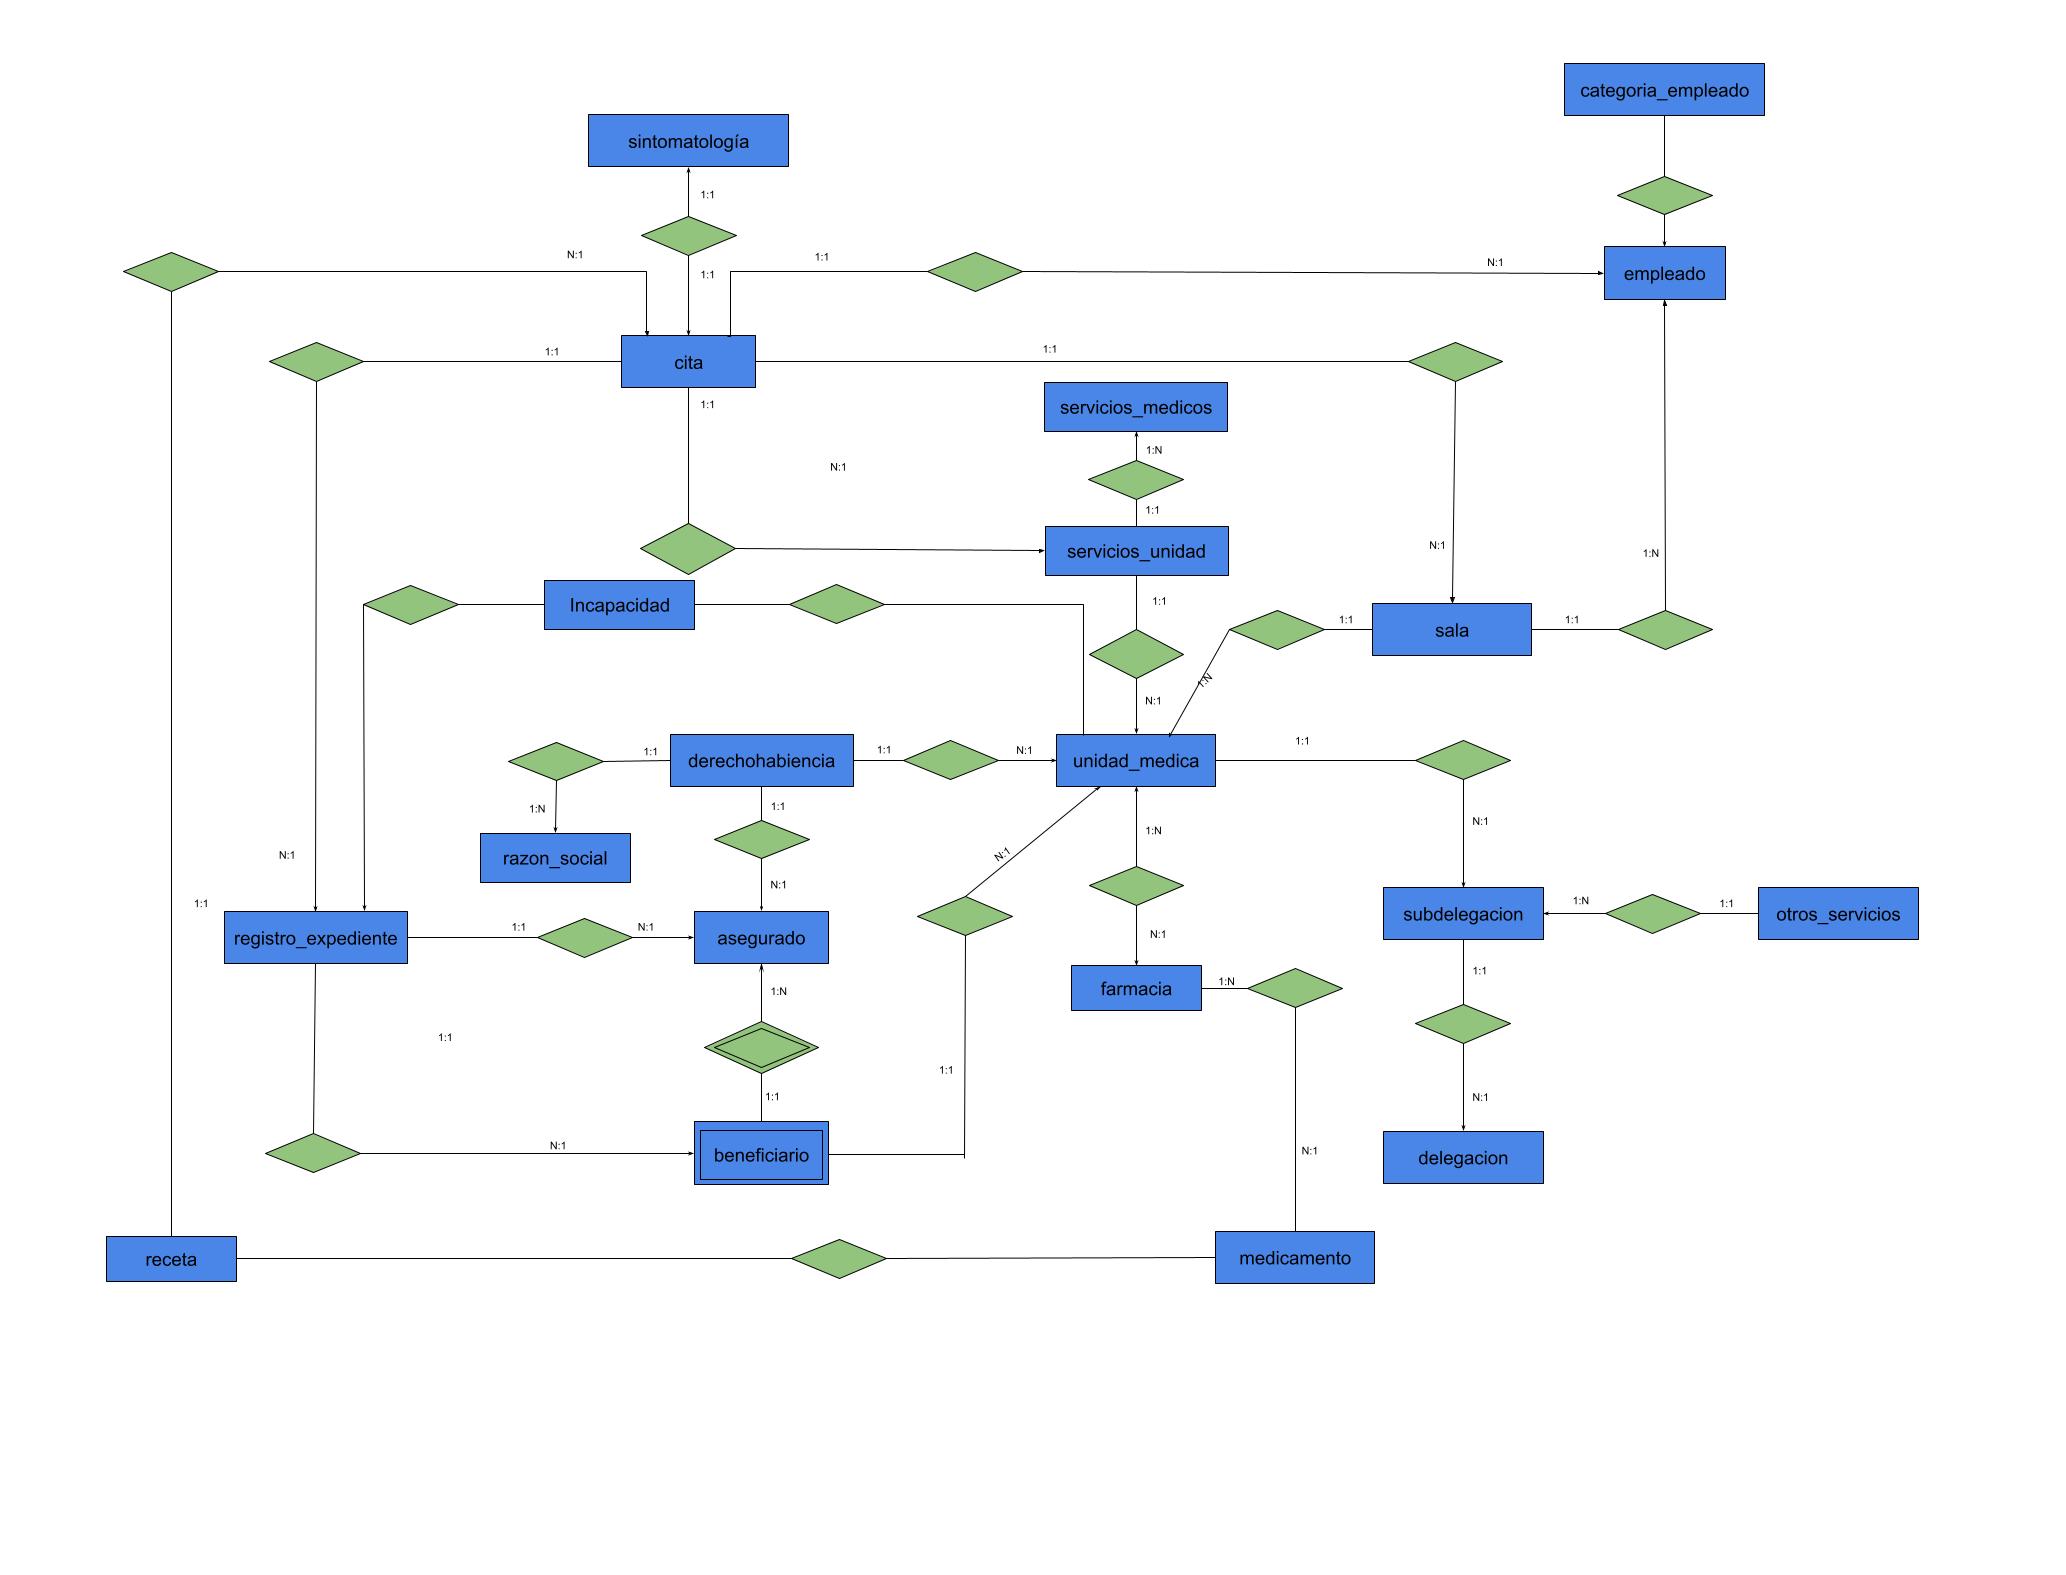 categoria_empleado
sintomatología
1:1
N:1
1:1
1:1
N:1
empleado
1:1
1:1
cita
1:1
servicios_medicos
1:N
N:1
1:1
servicios_unidad
N:1
1:N
Incapacidad
1:1
1:1
sala
1:1
1:N
N:1
1:1
derechohabiencia
1:1
N:1
unidad_medica
1:1
1:N
1:1
1:N
N:1
razon_social
N:1
N:1
N:1
1:1
registro_expediente
1:1
N:1
asegurado
N:1
subdelegacion
1:N
1:1
otros_servicios
1:N
1:1
farmacia
1:N
1:1
1:1
1:1
N:1
N:1
beneficiario
N:1
delegacion
receta
medicamento